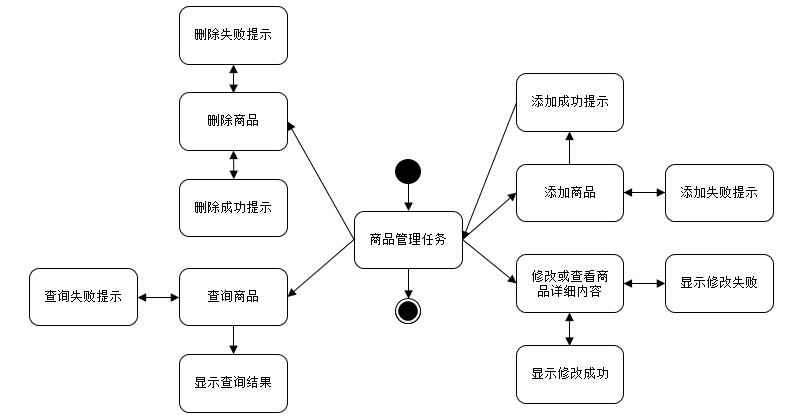 删除失败提示
删除商品
删除成功提示
添加成功提示
添加商品
添加失败提示
商品管理任务
查询失败提示
查询商品
显示查询结果
修改或查看商
品详细内容
显示修改失败
显示修改成功